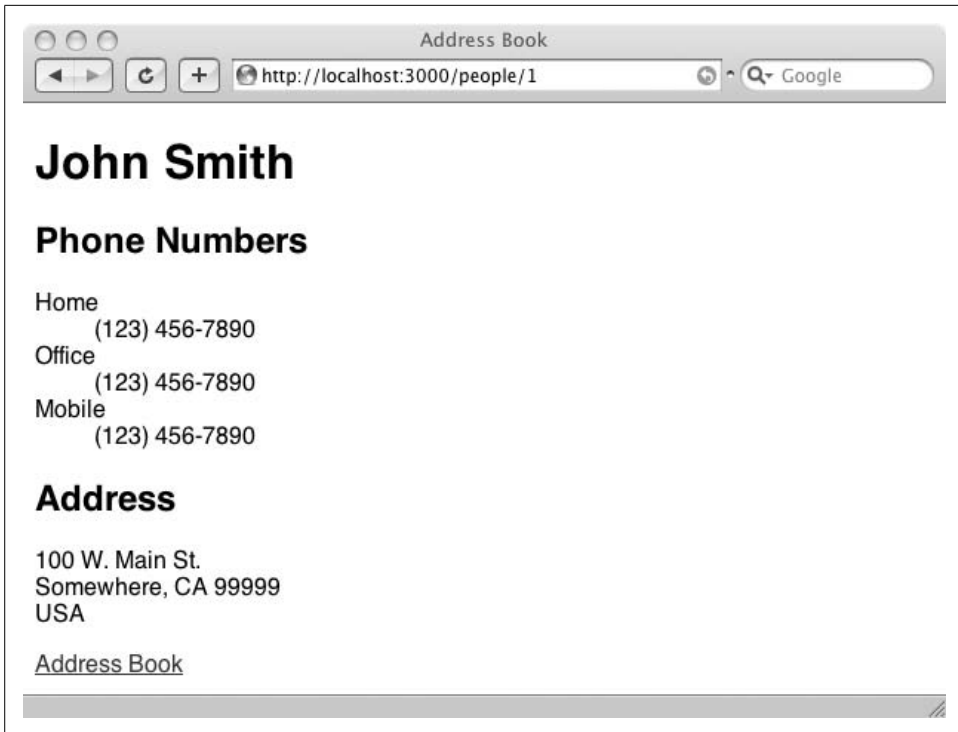 Address Book
http://localhost:3000/people/1
Google
John Smith
Phone Numbers
Home
(123) 456-7890
Office
(123) 456-7890
Mobile
(123) 456-7890
Address
100 W. Main St.
Somewhere, CA 99999
USA
Address Book